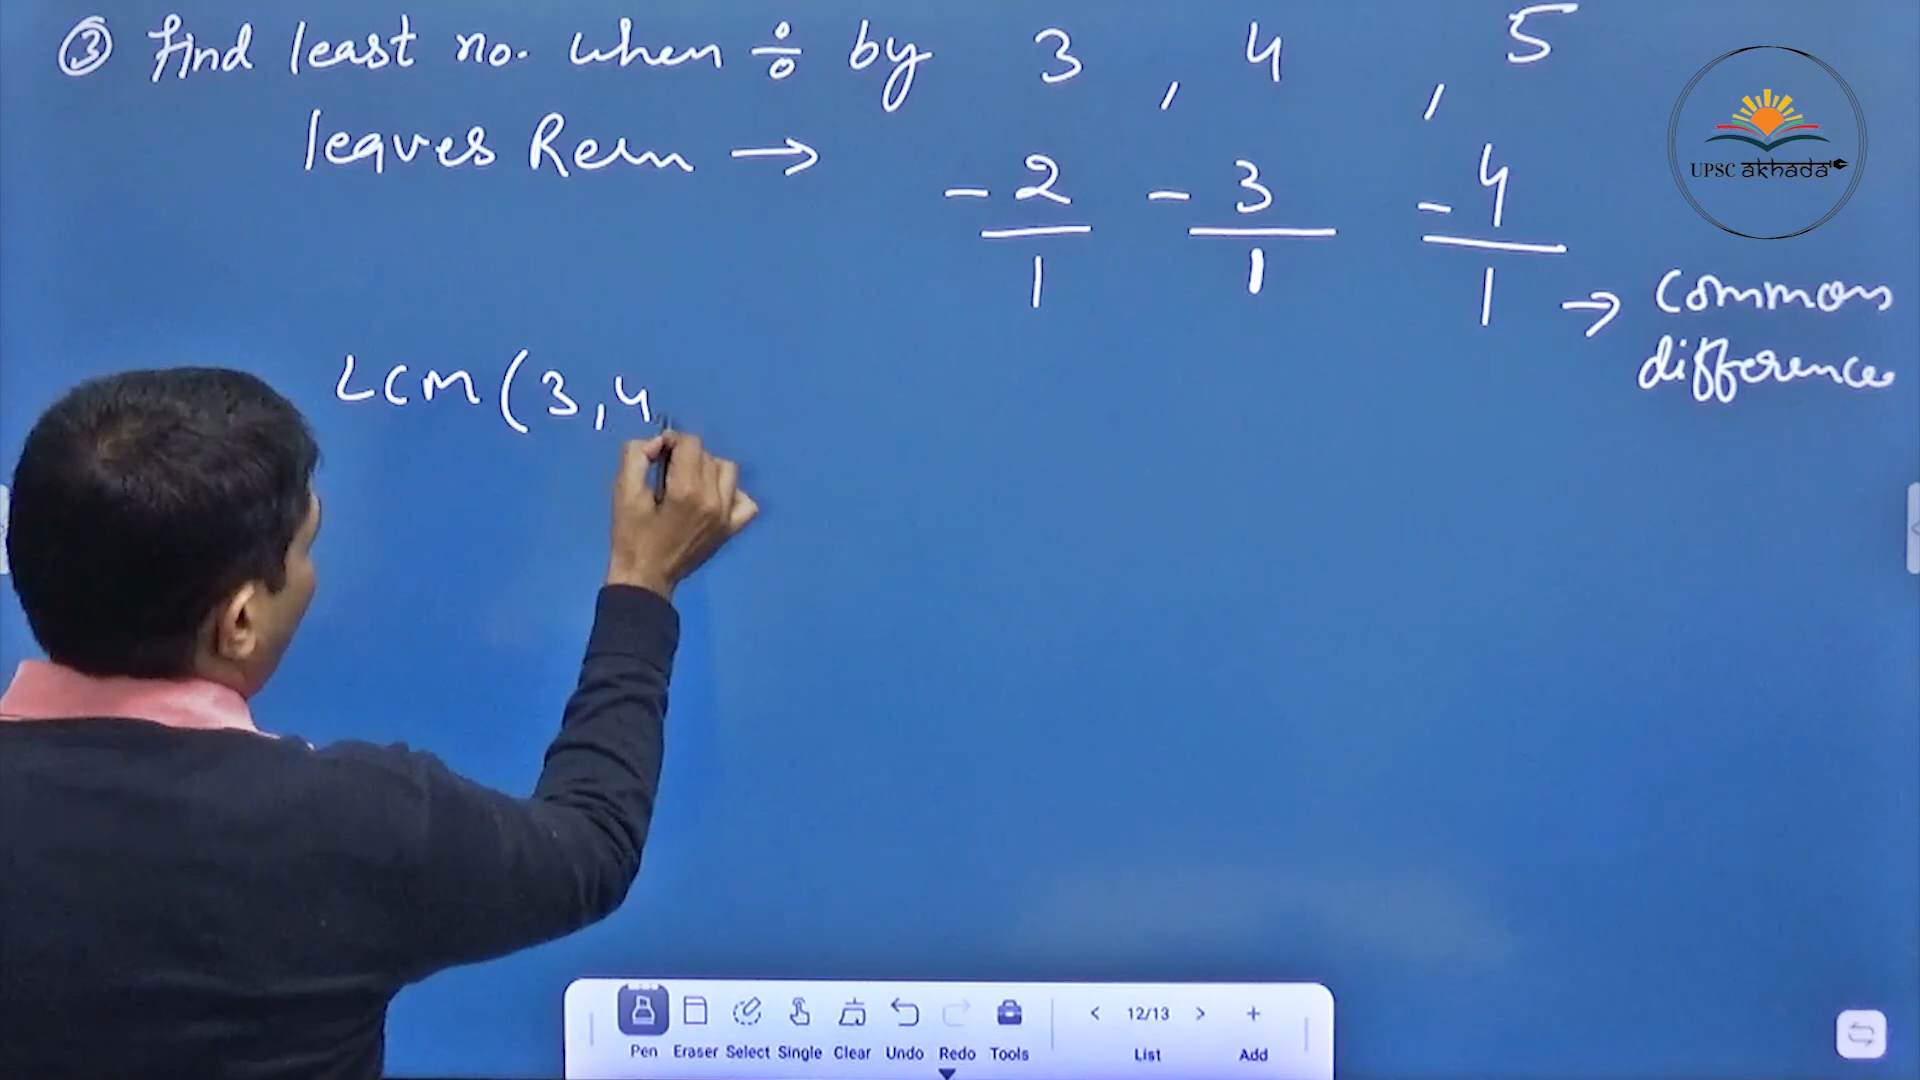 ③ find least no. when ÷ by 3 , 4 , 5
leaves Rem → - 2 - 3 - 4
1 1 1 → Common
difference
LCM (3,4
UPSC akhada
Pen Eraser Select Single Clear Undo Redo Tools < 12/13 > List + Add